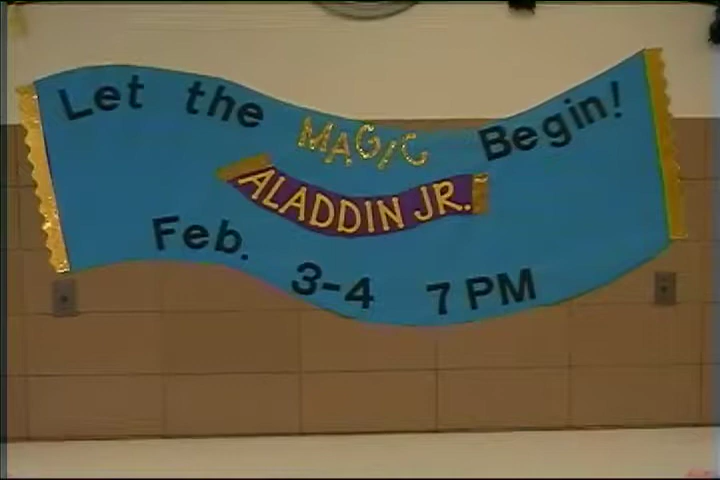 Let the MAGIC Begin!
ALADDIN JR.
Feb. 3-4 7 PM